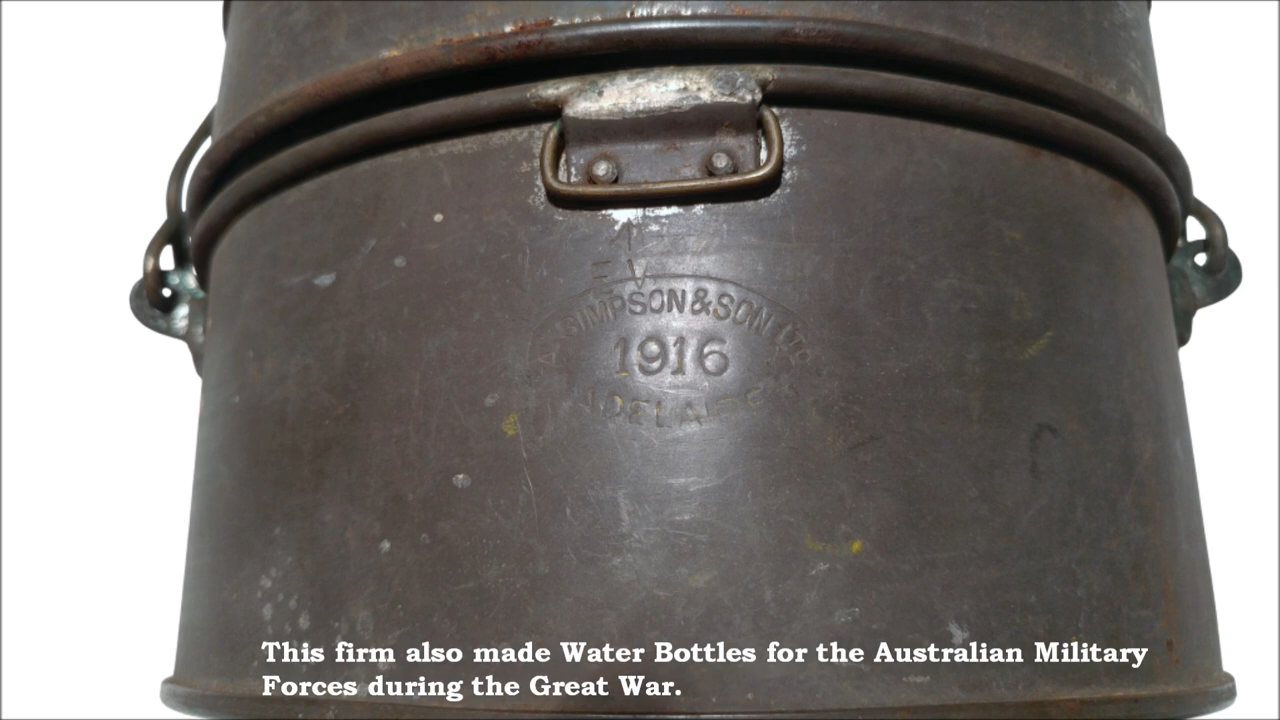 A. SIMPSON & SON LTD
1916
ADELAIDE
This firm also made Water Bottles for the Australian Military
Forces during the Great War.